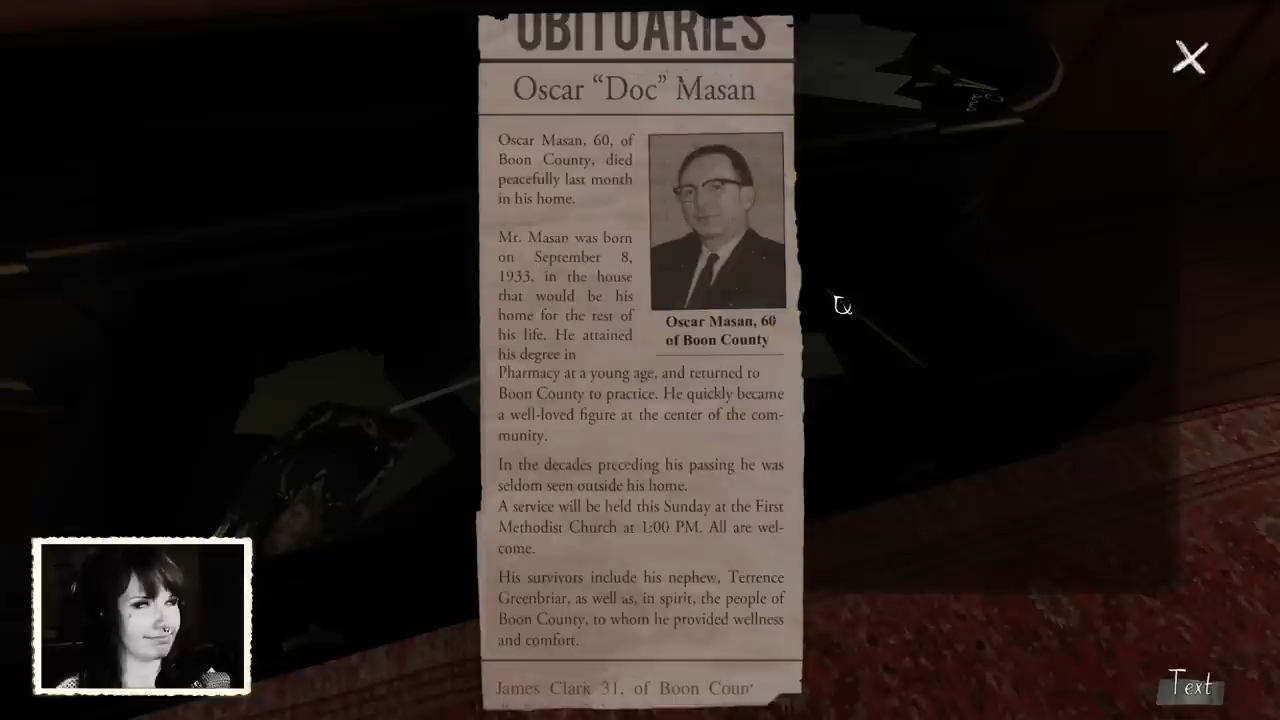 OBITUARIES
Oscar “Doc” Masan
Oscar Masan, 60, of
Boon County, died
peacefully last month
in his home.
Mr. Masan was born
on September 8,
1933, in the house
that would be his
home for the rest of
his life. He attained
his degree in
Oscar Masan, 60
of Boon County
Pharmacy at a young age, and returned to
Boon County to practice. He quickly became
a well-loved figure at the center of the com-
munity.
In the decades preceding his passing he was
seldom seen outside his home.
A service will be held this Sunday at the First
Methodist Church at 1:00 PM. All are wel-
come.
His survivors include his nephew, Terrence
Greenbriar, as well as, in spirit, the people of
Boon County, to whom he provided wellness
and comfort.
James Clark 31, of Boon Coun
Text